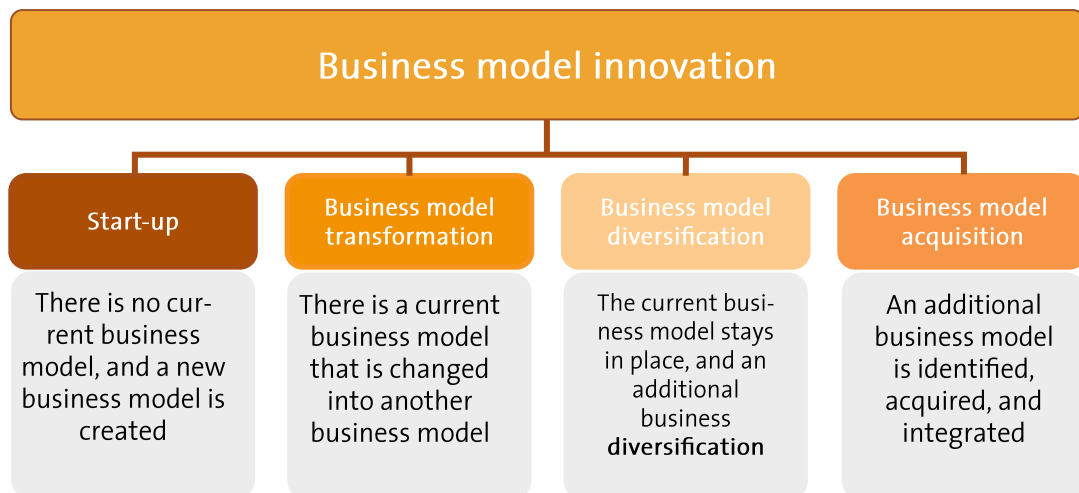 Business model innovation
Start-up
There is no cur-
rent business
model, and a new
business model is
created
Business model
transformation
There is a current
business model
that is changed
into another
business model
Business model
diversification
The current busi-
ness model stays
in place, and an
additional
business
diversification
Business model
acquisition
An additional
business model
is identified,
acquired, and
integrated